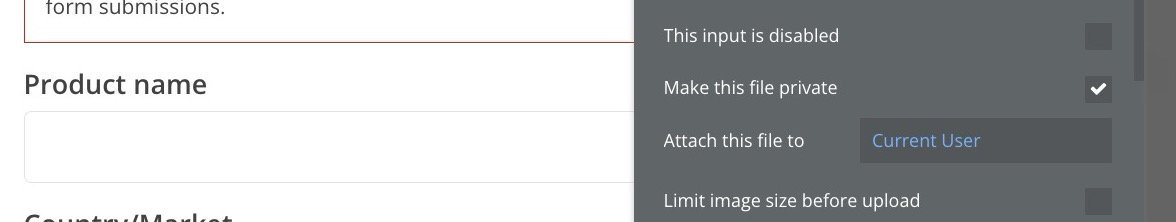 form submissions.
Product name
Country/Market
This input is disabled
Make this file private
Attach this file to
Current User
Limit image size before upload